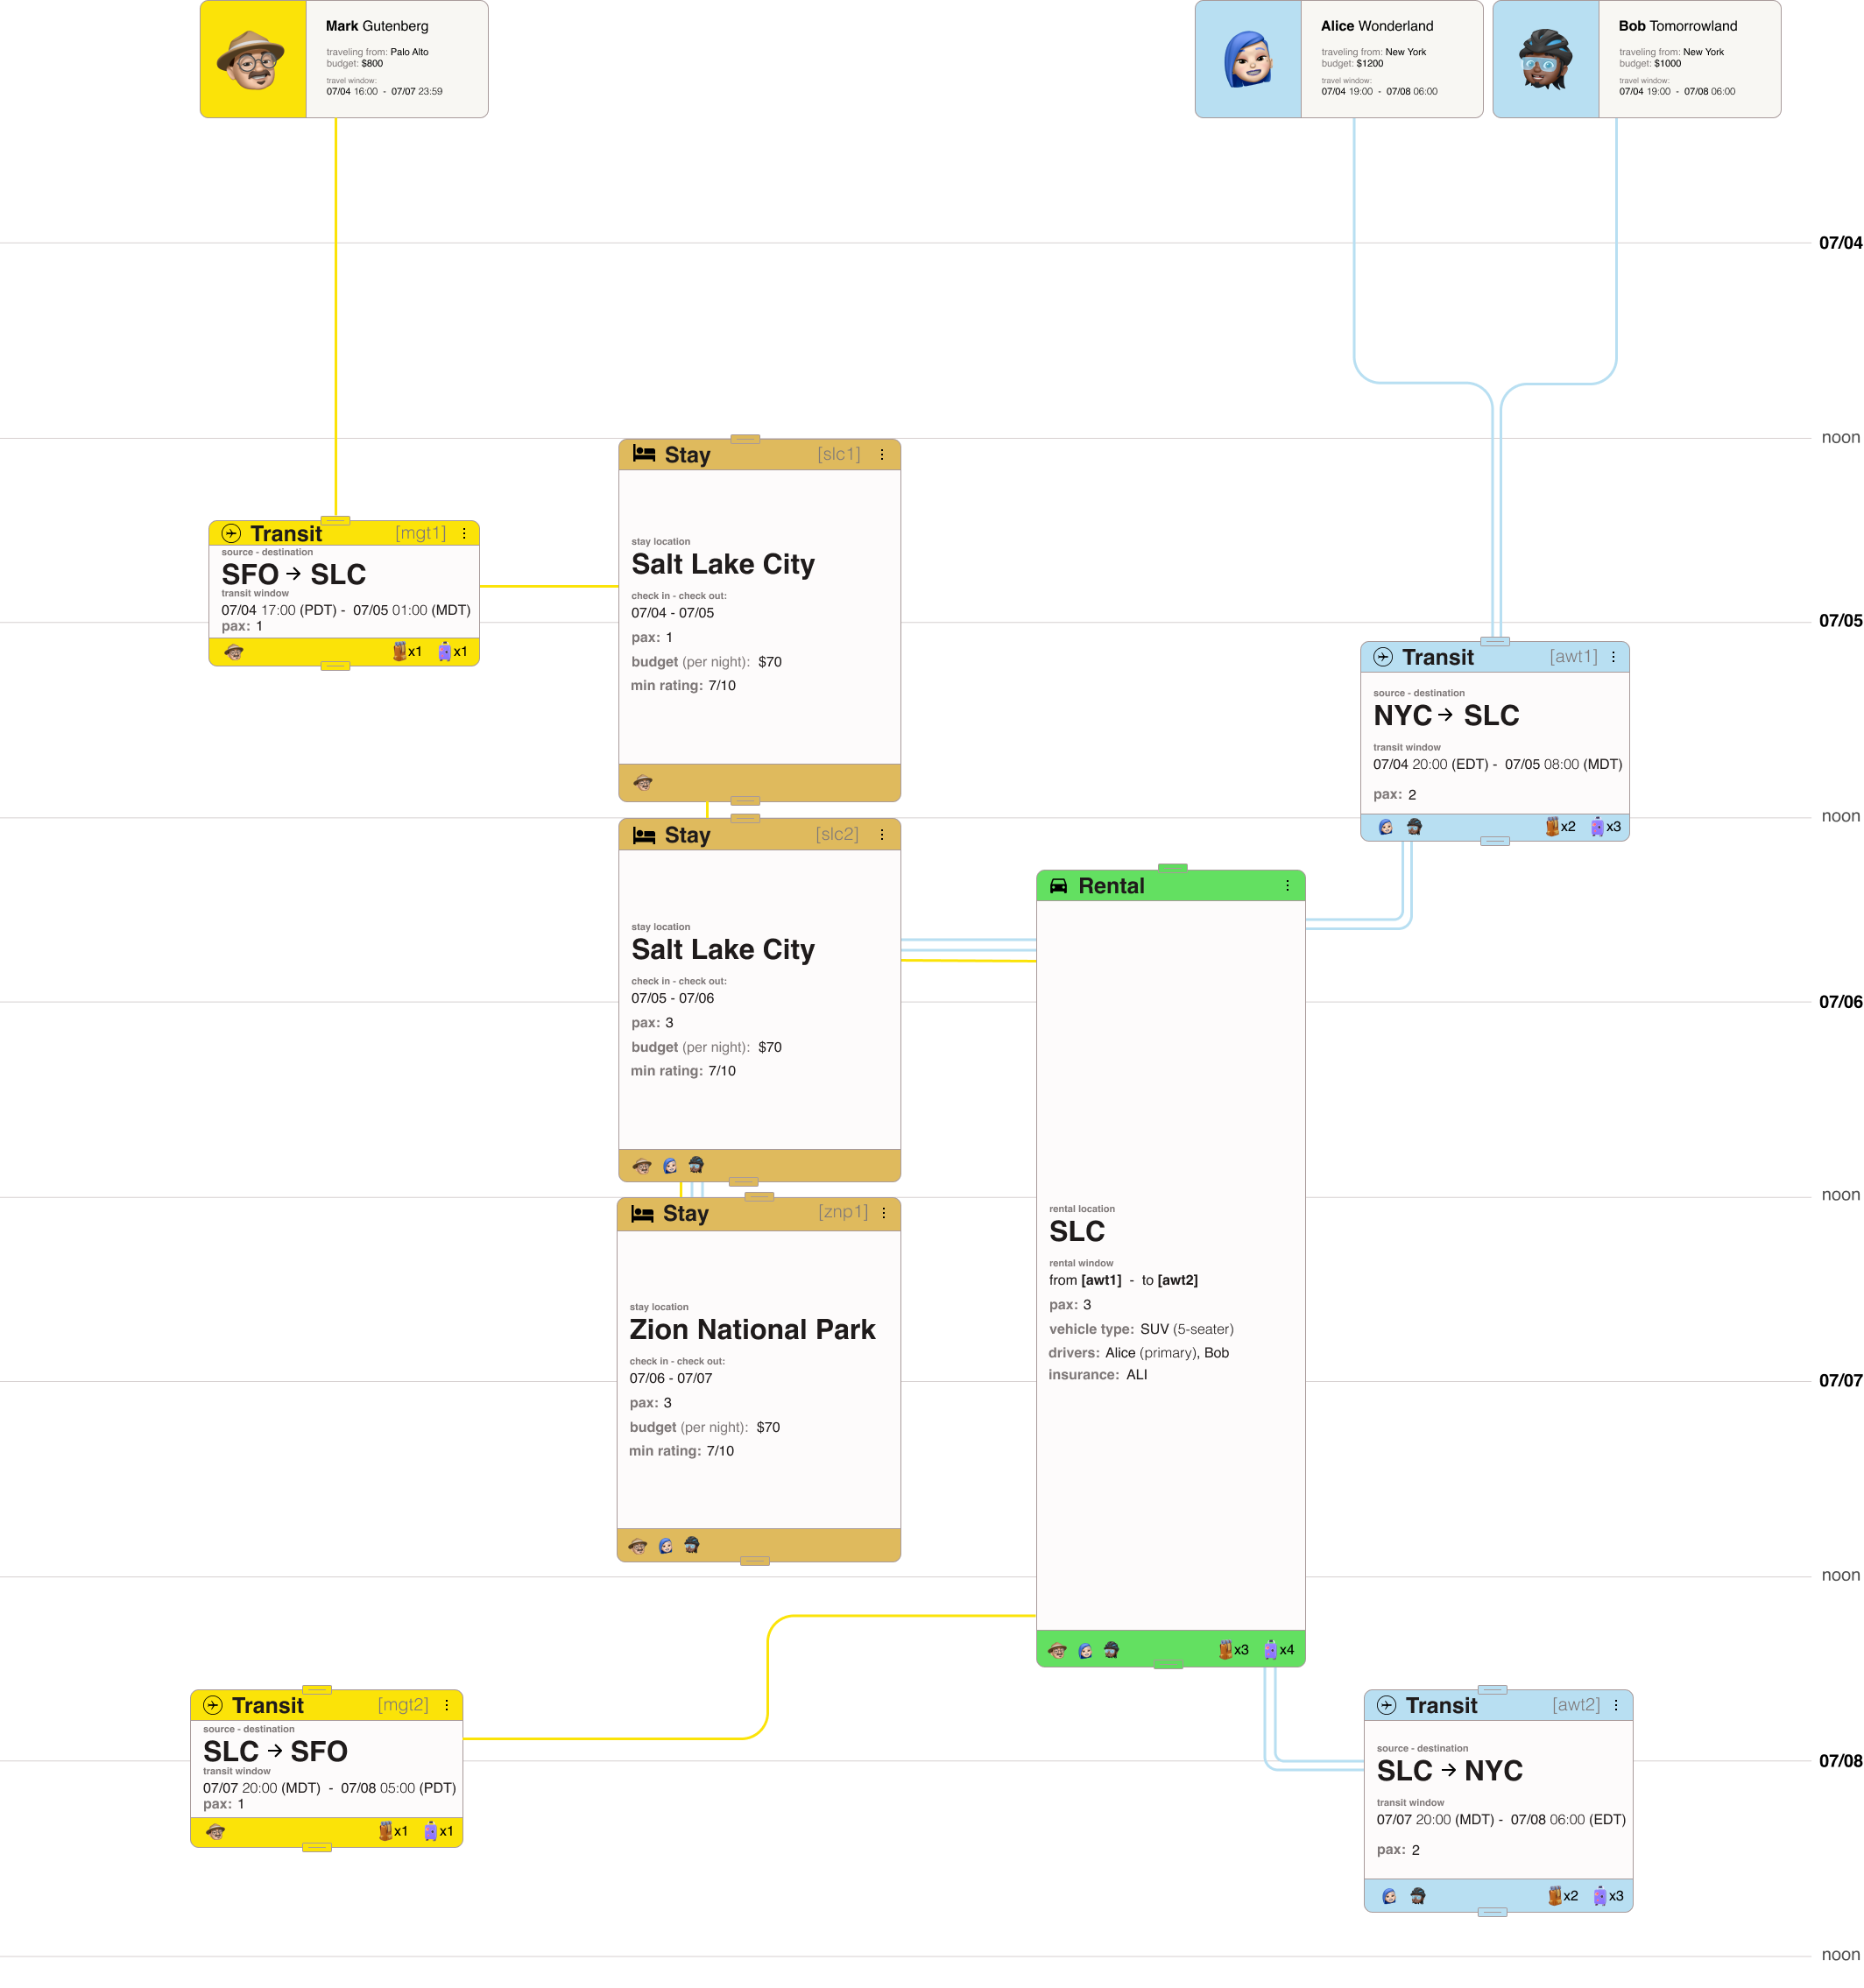 Mark Gutenberg
traveling from: Palo Alto
budget: $800
travel window:
07/04 16:00 - 07/07 23:59
Alice Wonderland
traveling from: New York
budget: $1200
travel window:
07/04 19:00 - 07/08 06:00
Bob Tomorrowland
traveling from: New York
budget: $1000
travel window:
07/04 19:00 - 07/08 06:00
07/04
noon
Stay [slc1]
stay location
Salt Lake City
check in - check out:
07/04 - 07/05
pax: 1
budget (per night): $70
min rating: 7/10
Transit [mgt1]
source - destination
SFO → SLC
transit window
07/04 17:00 (PDT) - 07/05 01:00 (MDT)
pax: 1
x1 x1
07/05
Transit [awt1]
source - destination
NYC → SLC
transit window
07/04 20:00 (EDT) - 07/05 08:00 (MDT)
pax: 2
x2 x3
noon
Stay [slc2]
stay location
Salt Lake City
check in - check out:
07/05 - 07/06
pax: 3
budget (per night): $70
min rating: 7/10
Rental
rental location
SLC
rental window
from [awt1] - to [awt2]
pax: 3
vehicle type: SUV (5-seater)
drivers: Alice (primary), Bob
insurance: ALI
x3 x4
07/06
noon
Stay [znp1]
stay location
Zion National Park
check in - check out:
07/06 - 07/07
pax: 3
budget (per night): $70
min rating: 7/10
07/07
noon
Transit [mgt2]
source - destination
SLC → SFO
transit window
07/07 20:00 (MDT) - 07/08 05:00 (PDT)
pax: 1
x1 x1
Transit [awt2]
source - destination
SLC → NYC
transit window
07/07 20:00 (MDT) - 07/08 06:00 (EDT)
pax: 2
x2 x3
07/08
noon